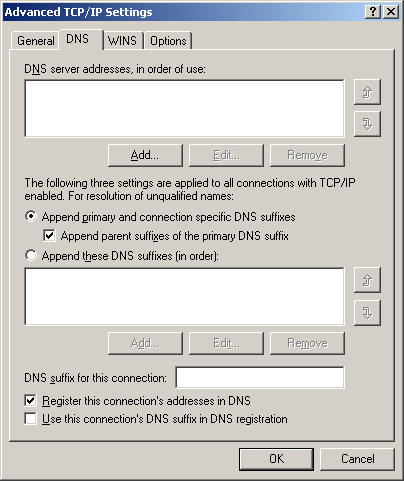 Advanced TCP/IP Settings
General DNS WINS Options
DNS server addresses, in order of use:
Add... Edit... Remove
The following three settings are applied to all connections with TCP/IP
enabled. For resolution of unqualified names:
Append primary and connection specific DNS suffixes
Append parent suffixes of the primary DNS suffix
Append these DNS suffixes (in order):
Add... Edit... Remove
DNS suffix for this connection:
Register this connection's addresses in DNS
Use this connection's DNS suffix in DNS registration
OK Cancel